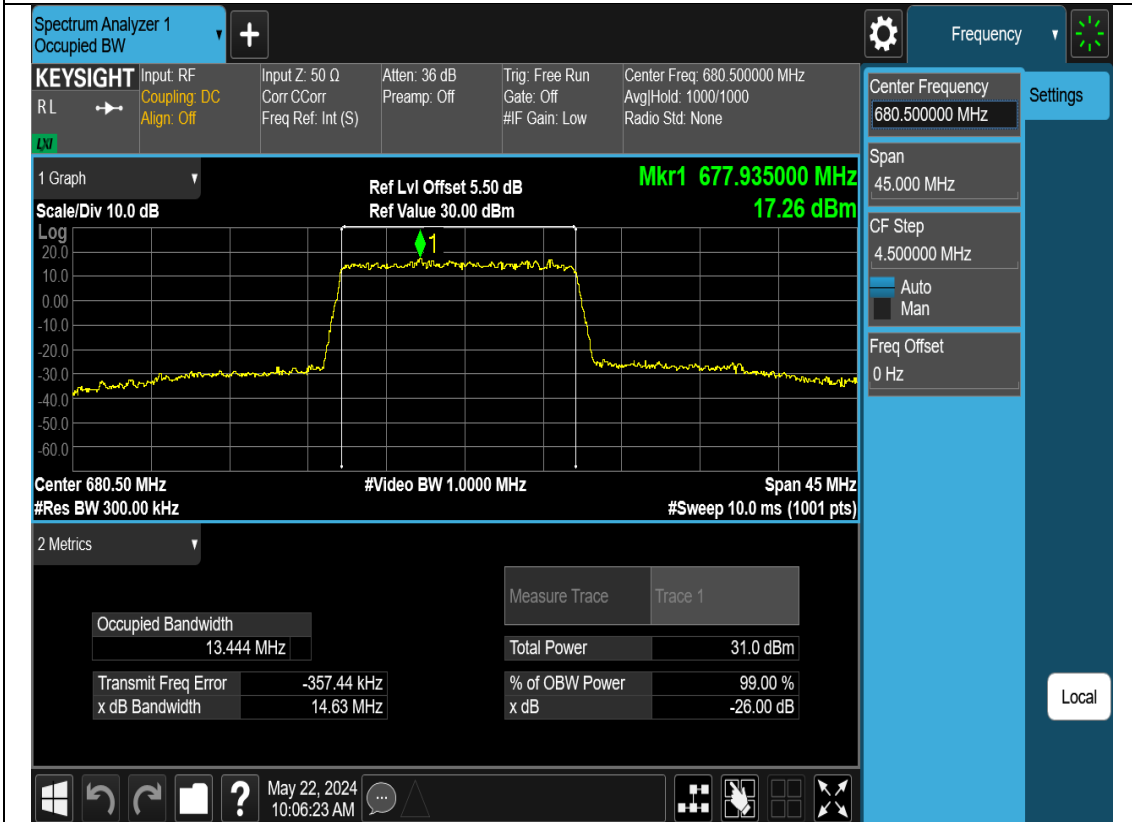 Spectrum Analyzer 1
Occupied BW
+
Frequency
KEYSIGHT
RL
LXI
Input: RF
Coupling: DC
Align: Off
Input Z: 50 Ω
Corr CCorr
Freq Ref: Int (S)
Atten: 36 dB
Preamp: Off
Trig: Free Run
Gate: Off
#IF Gain: Low
Center Freq: 680.500000 MHz
Avg|Hold: 1000/1000
Radio Std: None
Center Frequency
680.500000 MHz
Settings
Span
45.000 MHz
CF Step
4.500000 MHz
Auto
Man
Freq Offset
0 Hz
Local
1 Graph
Scale/Div 10.0 dB
Ref Lvl Offset 5.50 dB
Ref Value 30.00 dBm
Mkr1 677.935000 MHz
17.26 dBm
Log
1
20.0
10.0
0.00
-10.0
-20.0
-30.0
-40.0
-50.0
-60.0
Center 680.50 MHz
#Video BW 1.0000 MHz
Span 45 MHz
#Res BW 300.00 kHz
#Sweep 10.0 ms (1001 pts)
2 Metrics
Measure Trace Trace 1
Occupied Bandwidth
13.444 MHz
Total Power 31.0 dBm
Transmit Freq Error -357.44 kHz
% of OBW Power 99.00 %
x dB Bandwidth 14.63 MHz
x dB -26.00 dB
?
May 22, 2024
10:06:23 AM